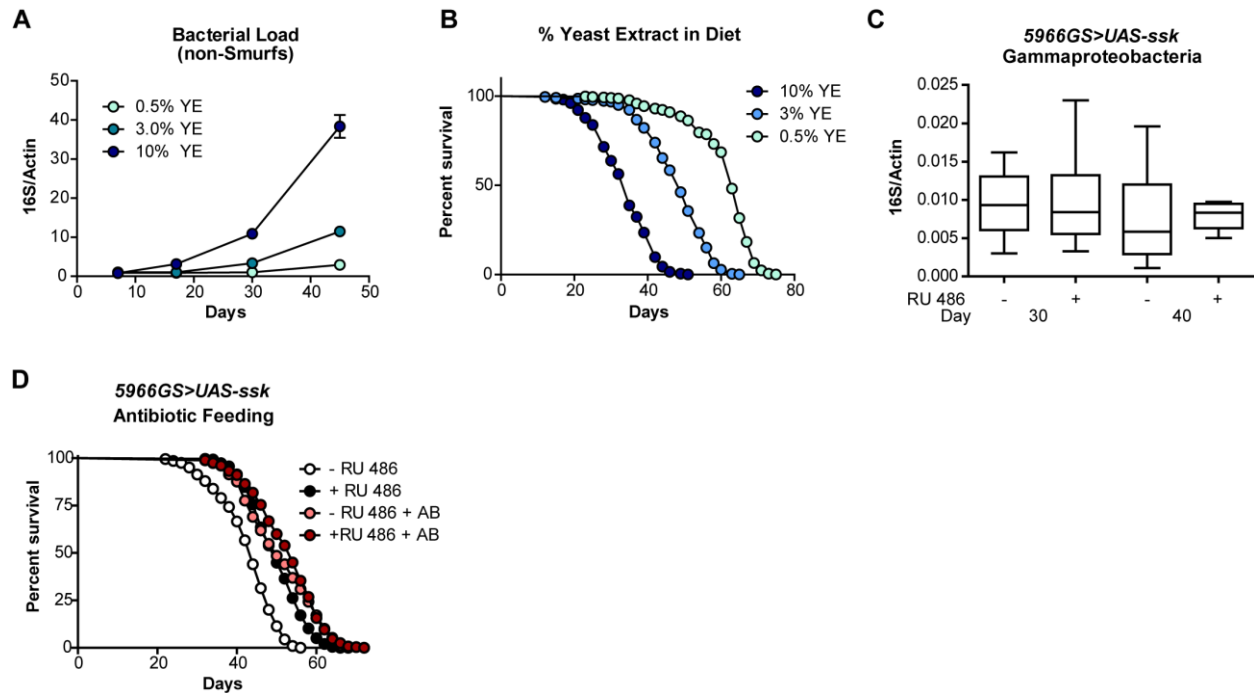 A
Bacterial Load
(non-Smurfs)
16S/Actin
50
40
30
20
10
0
0.5% YE
3.0% YE
10% YE
0 10 20 30 40 50
Days
B
% Yeast Extract in Diet
Percent survival
100
50
0
10% YE
3% YE
0.5% YE
0 20 40 60 80
Days
C
5966GS>UAS-ssk
Gammaproteobacteria
16S/Actin
0.025
0.020
0.015
0.010
0.005
0.000
RU 486 - + - +
Day 30 40
D
5966GS>UAS-ssk
Antibiotic Feeding
Percent survival
100
75
50
25
0
- RU 486
+ RU 486
- RU 486 + AB
+RU 486 + AB
0 20 40 60
Days